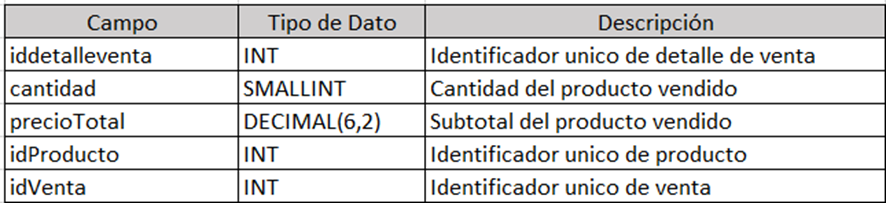 Campo Tipo de Dato Descripción
iddetalleventa INT Identificador unico de detalle de venta
cantidad SMALLINT Cantidad del producto vendido
precioTotal DECIMAL(6,2) Subtotal del producto vendido
idProducto INT Identificador unico de producto
idVenta INT Identificador unico de venta